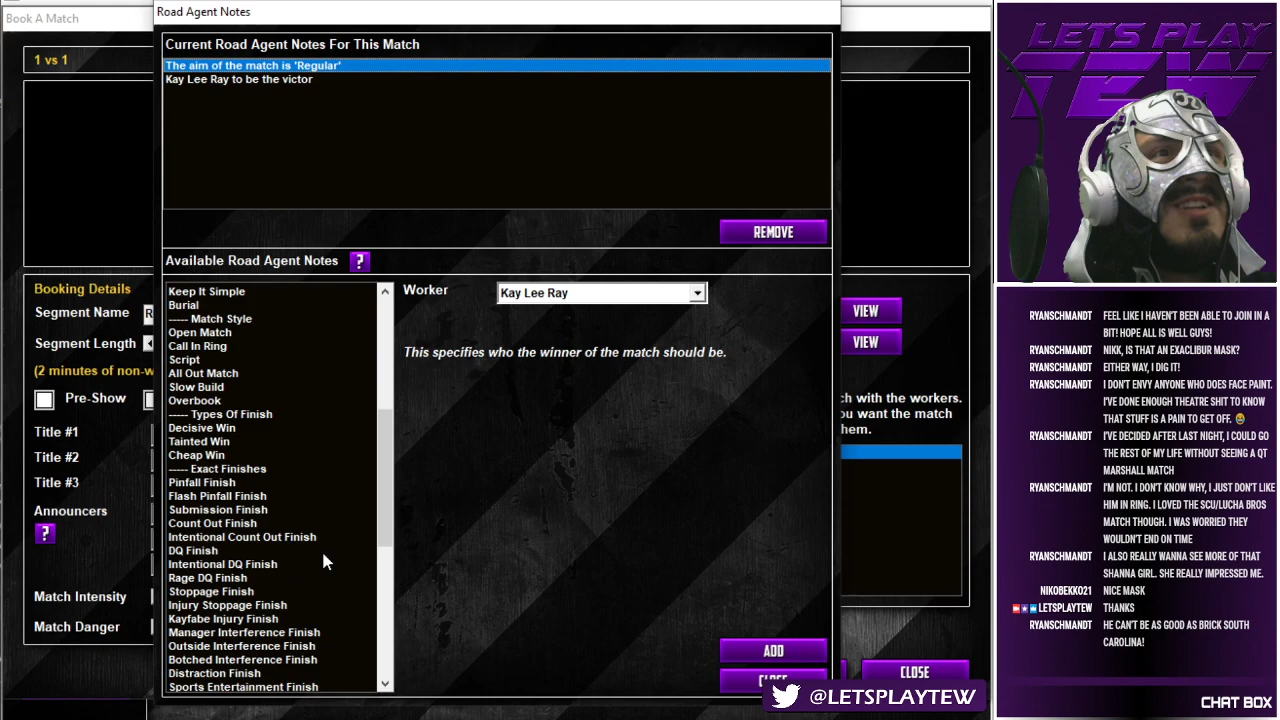 Book A Match
Road Agent Notes
1 vs 1
Current Road Agent Notes For This Match
The aim of the match is 'Regular'
Kay Lee Ray to be the victor
REMOVE
Available Road Agent Notes ?
Keep It Simple
Burial
----- Match Style
Open Match
Call In Ring
Script
All Out Match
Slow Build
Overbook
----- Types Of Finish
Decisive Win
Tainted Win
Cheap Win
----- Exact Finishes
Pinfall Finish
Flash Pinfall Finish
Submission Finish
Count Out Finish
Intentional Count Out Finish
DQ Finish
Intentional DQ Finish
Rage DQ Finish
Stoppage Finish
Injury Stoppage Finish
Kayfabe Injury Finish
Manager Interference Finish
Outside Interference Finish
Botched Interference Finish
Distraction Finish
Sports Entertainment Finish
Worker Kay Lee Ray
This specifies who the winner of the match should be.
ADD
CLOSE
Booking Details
Segment Name R
Segment Length
(2 minutes of non-w
Pre-Show
Title #1
Title #2
Title #3
Announcers
?
Match Intensity
Match Danger
VIEW
VIEW
ch with the workers.
ou want the match
hem.
CLOSE
@LETSPLAYTEW
LETS PLAY
TEW
RYANSCHMANDT FEEL LIKE I HAVEN'T BEEN ABLE TO JOIN IN A
BIT! HOPE ALL IS WELL GUYS!
RYANSCHMANDT NIKK, IS THAT AN EXACLIBUR MASK?
RYANSCHMANDT EITHER WAY, I DIG IT!
RYANSCHMANDT I DON'T ENVY ANYONE WHO DOES FACE PAINT.
I'VE DONE ENOUGH THEATRE SHIT TO KNOW
THAT STUFF IS A PAIN TO GET OFF. 😂
RYANSCHMANDT I'VE DECIDED AFTER LAST NIGHT, I COULD GO
THE REST OF MY LIFE WITHOUT SEEING A QT
MARSHALL MATCH
RYANSCHMANDT I'M NOT. I DON'T KNOW WHY, I JUST DON'T LIKE
HIM IN RING. I LOVED THE SCU/LUCHA BROS
MATCH THOUGH. I WAS WORRIED THEY
WOULDN'T END ON TIME
RYANSCHMANDT I ALSO REALLY WANNA SEE MORE OF THAT
SHANNA GIRL. SHE REALLY IMPRESSED ME.
NIKOBEKKO21 NICE MASK
LETSPLAYTEW THANKS
RYANSCHMANDT HE CAN'T BE AS GOOD AS BRICK SOUTH
CAROLINA!
CHAT BOX